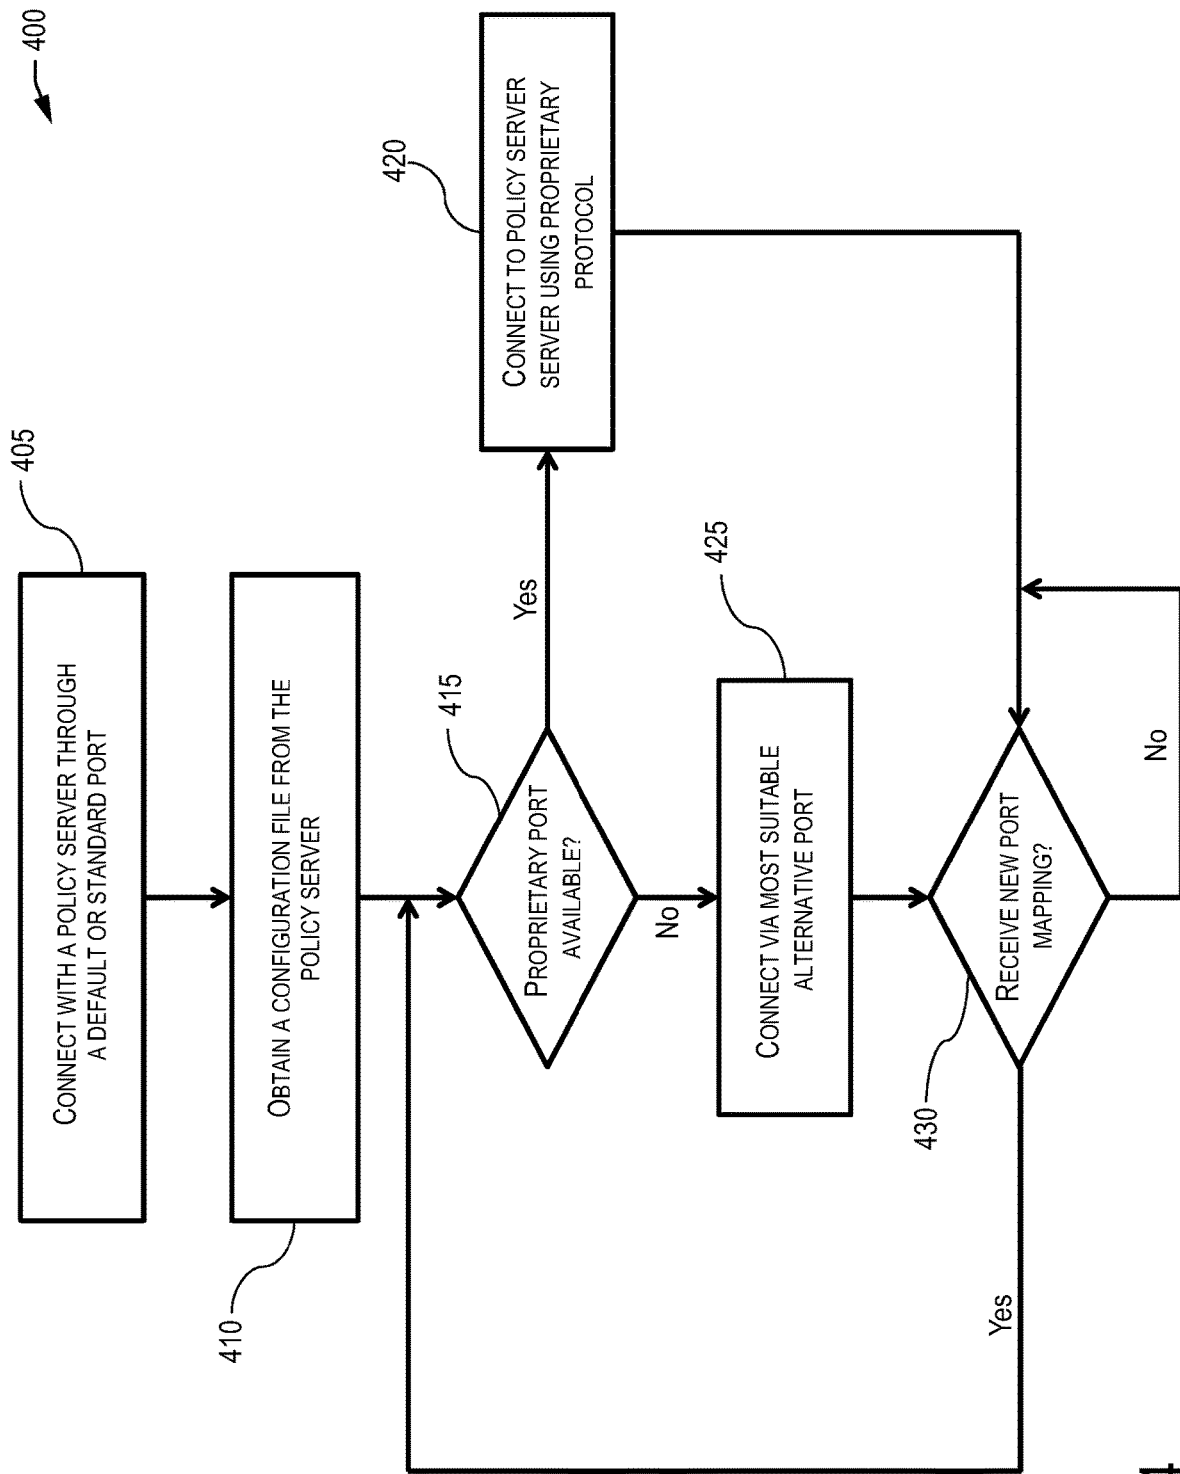 400
405
CONNECT WITH A POLICY SERVER THROUGH
A DEFAULT OR STANDARD PORT
410
OBTAIN A CONFIGURATION FILE FROM THE
POLICY SERVER
415
PROPRIETARY PORT
AVAILABLE?
Yes
420
CONNECT TO POLICY SERVER
SERVER USING PROPRIETARY
PROTOCOL
No
425
CONNECT VIA MOST SUITABLE
ALTERNATIVE PORT
430
RECEIVE NEW PORT
MAPPING?
Yes
No